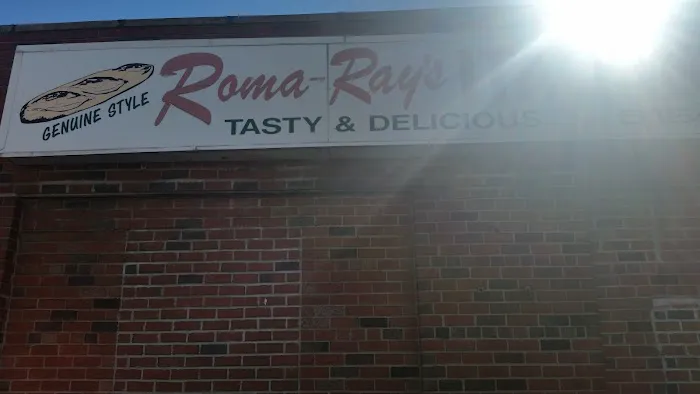 Roma-Ray's
GENUINE STYLE
TASTY & DELICIOUS